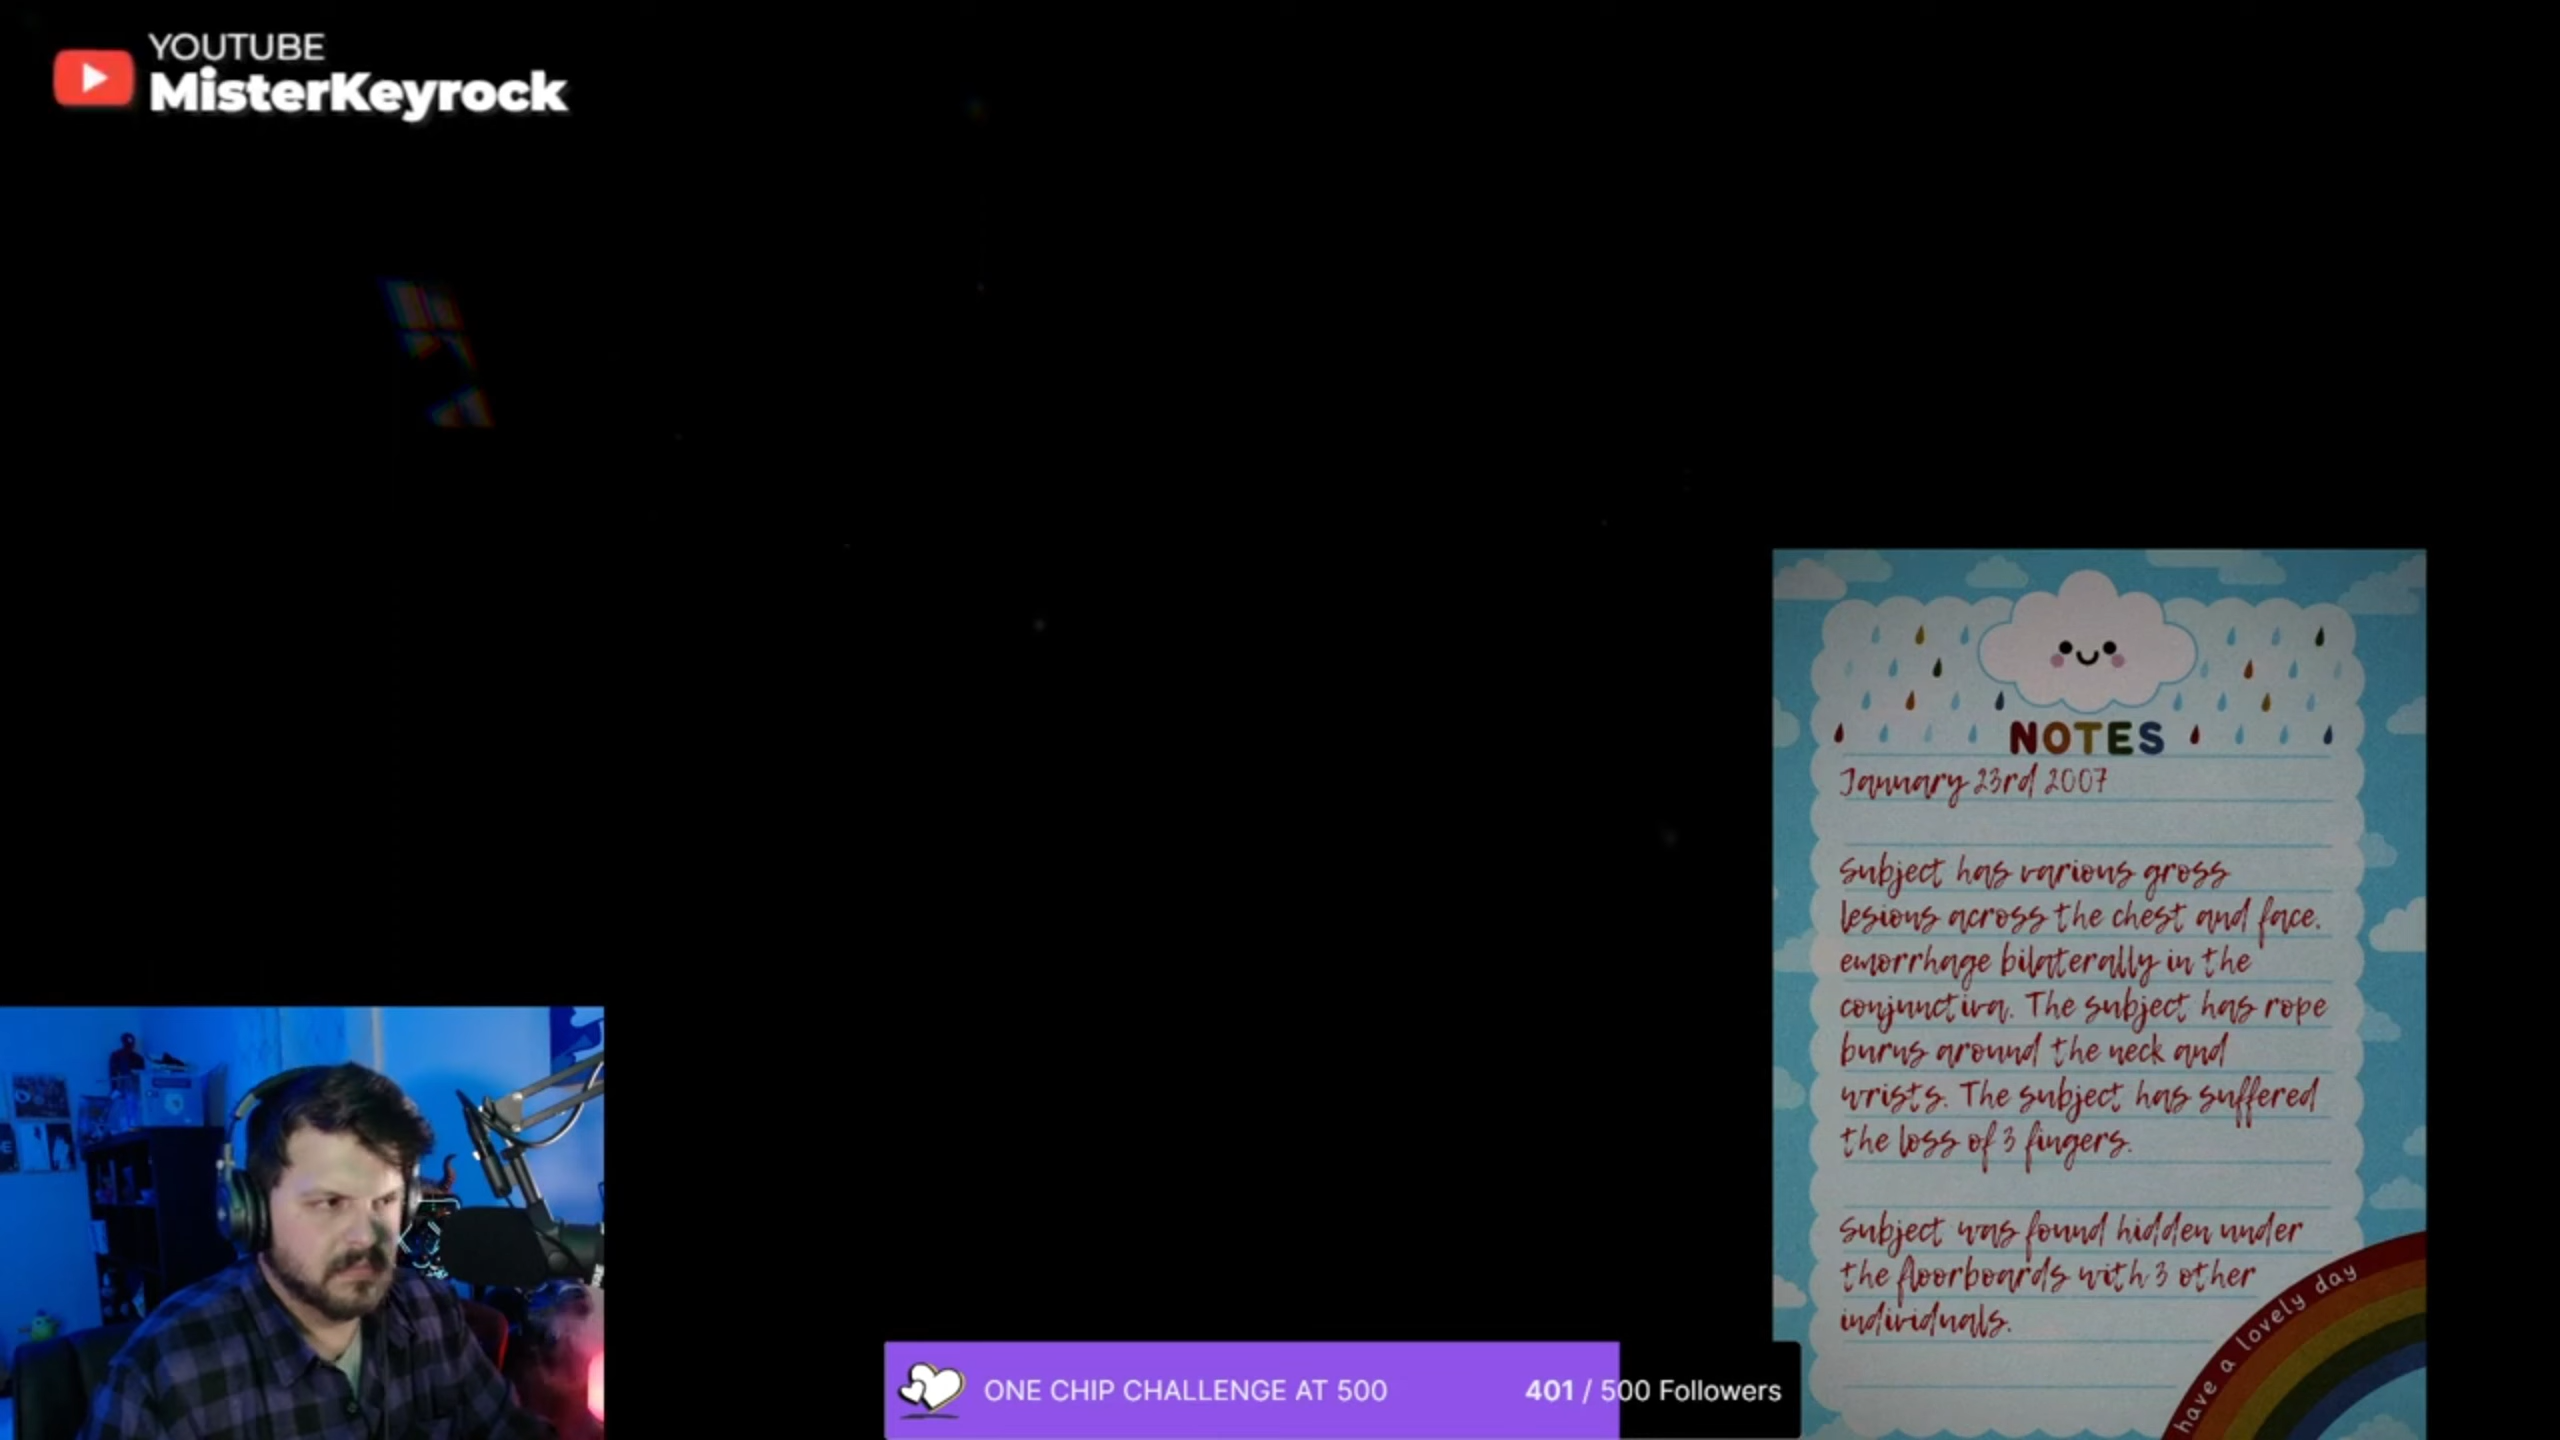 YOUTUBE
MisterKeyrock
NOTES
January 23rd 2007
Subject has various gross
lesions across the chest and face.
emorrhage bilaterally in the
conjunctiva. The subject has rope
burns around the neck and
wrists. The subject has suffered
the loss of 3 fingers.
Subject was found hidden under
the floorboards with 3 other
individuals.
have a lovely day
ONE CHIP CHALLENGE AT 500
401 / 500 Followers